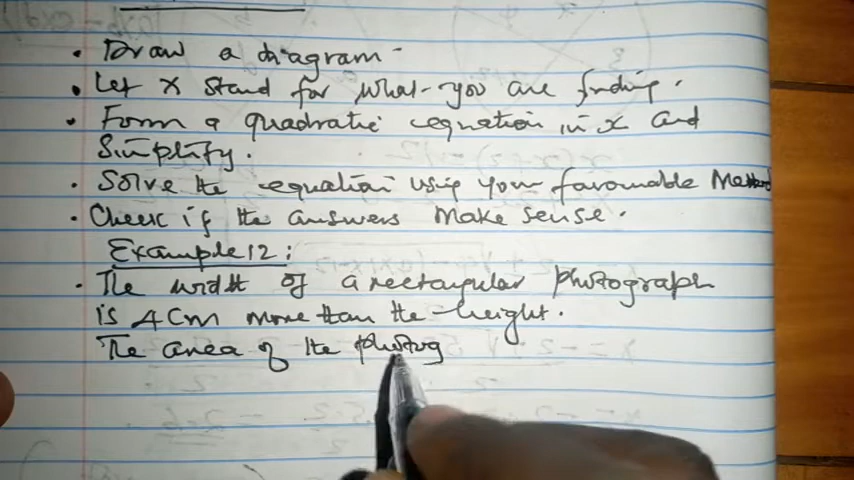 • Draw a diagram.
• Let x stand for what you are finding.
• Form a quadratic equation in x and
Simplify.
• Solve the equation using your favourable Method
• Check if the answers make sense.
Example 12:
• The width of a rectangular photograph
is 4cm more than the height.
The area of the photog